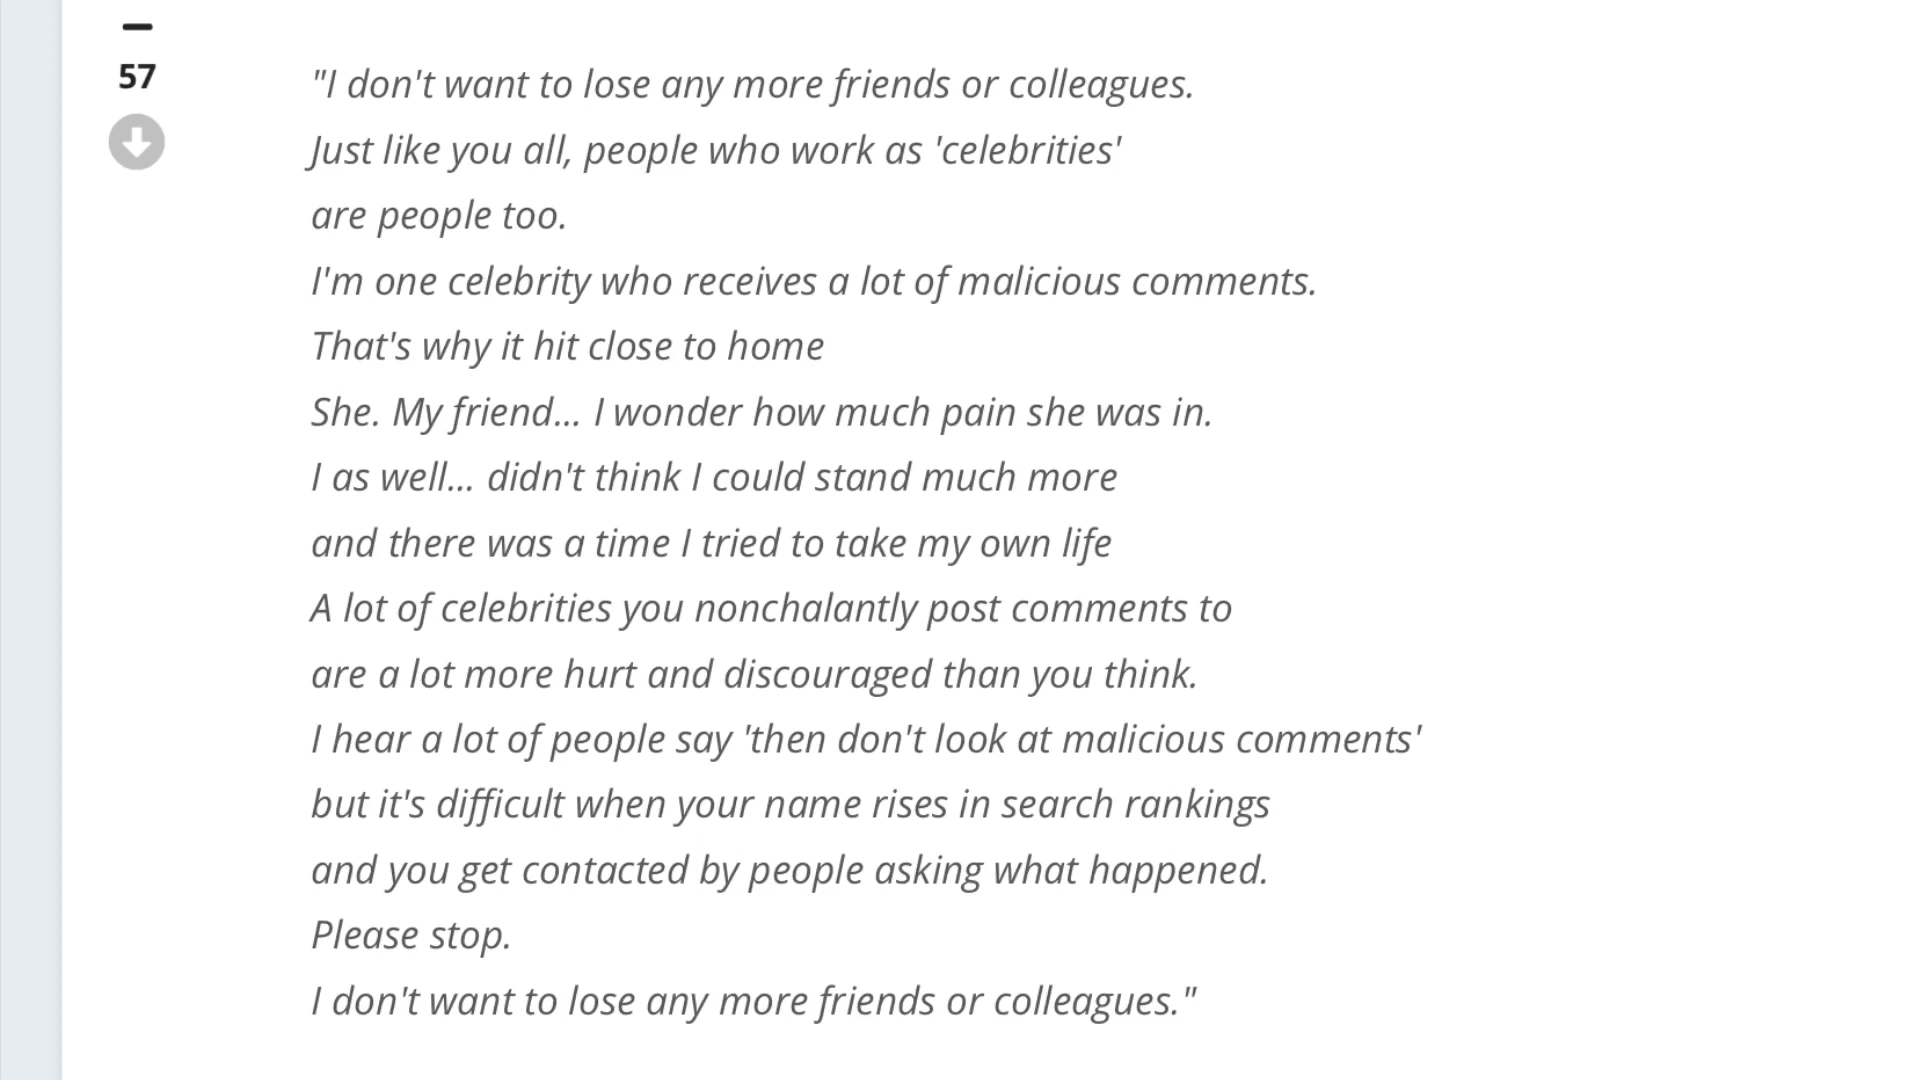 57
"I don't want to lose any more friends or colleagues.
Just like you all, people who work as 'celebrities'
are people too.
I'm one celebrity who receives a lot of malicious comments.
That's why it hit close to home
She. My friend... I wonder how much pain she was in.
I as well... didn't think I could stand much more
and there was a time I tried to take my own life
A lot of celebrities you nonchalantly post comments to
are a lot more hurt and discouraged than you think.
I hear a lot of people say 'then don't look at malicious comments'
but it's difficult when your name rises in search rankings
and you get contacted by people asking what happened.
Please stop.
I don't want to lose any more friends or colleagues."